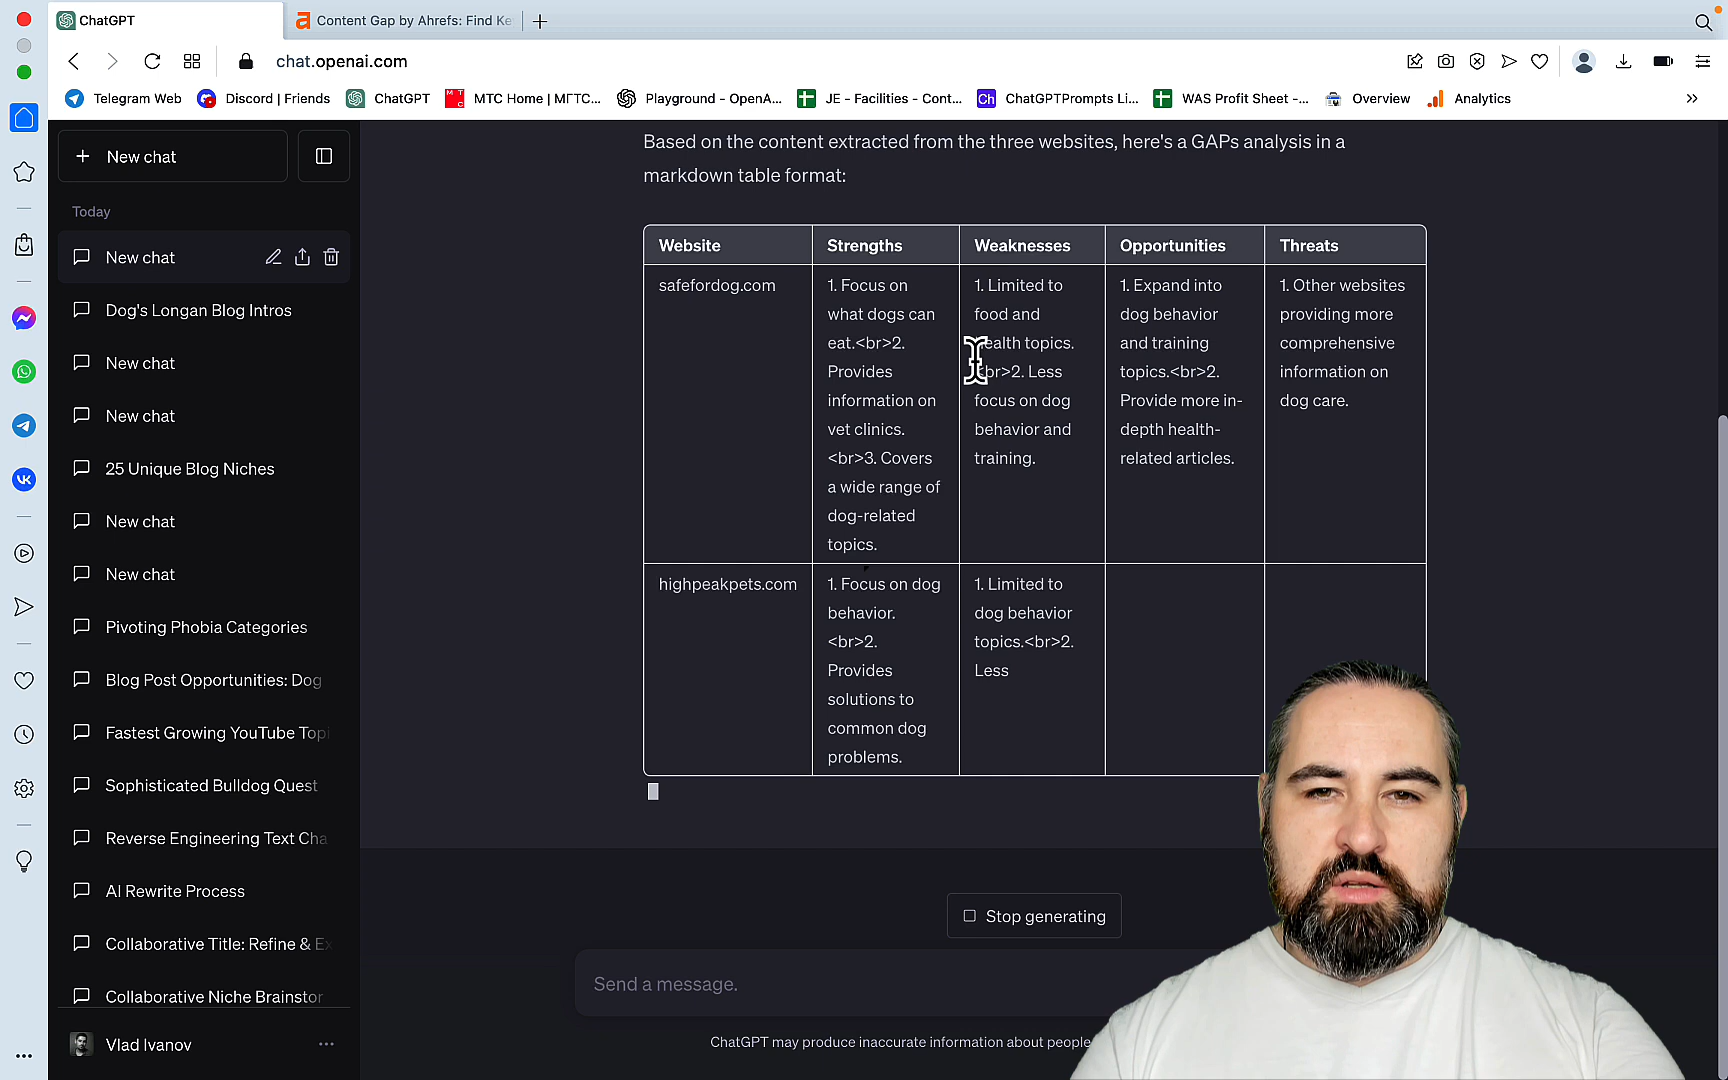 ChatGPT
Content Gap by Ahrefs: Find Ke
chat.openai.com
Telegram Web
Discord | Friends
ChatGPT
МТС Home | МГТС...
Playground - OpenA...
JE - Facilities - Cont...
Ch
ChatGPTPrompts Li...
WAS Profit Sheet -...
Overview
Analytics
New chat
Today
New chat
Dog's Longan Blog Intros
New chat
New chat
25 Unique Blog Niches
New chat
New chat
Pivoting Phobia Categories
Blog Post Opportunities: Dog
Fastest Growing YouTube Topi
Sophisticated Bulldog Quest
Reverse Engineering Text Cha
AI Rewrite Process
Collaborative Title: Refine & Ex
Collaborative Niche Brainstor
Vlad Ivanov
Based on the content extracted from the three websites, here's a GAPs analysis in a
markdown table format:
Website
Strengths
Weaknesses
Opportunities
Threats
safefordog.com
1. Focus on
what dogs can
eat.<br>2.
Provides
information on
vet clinics.
<br>3. Covers
a wide range of
dog-related
topics.
1. Limited to
food and
health topics.
<br>2. Less
focus on dog
behavior and
training.
1. Expand into
dog behavior
and training
topics.<br>2.
Provide more in-
depth health-
related articles.
1. Other websites
providing more
comprehensive
information on
dog care.
highpeakpets.com
1. Focus on dog
behavior.
<br>2.
Provides
solutions to
common dog
problems.
1. Limited to
dog behavior
topics.<br>2.
Less
Stop generating
Send a message.
ChatGPT may produce inaccurate information about people